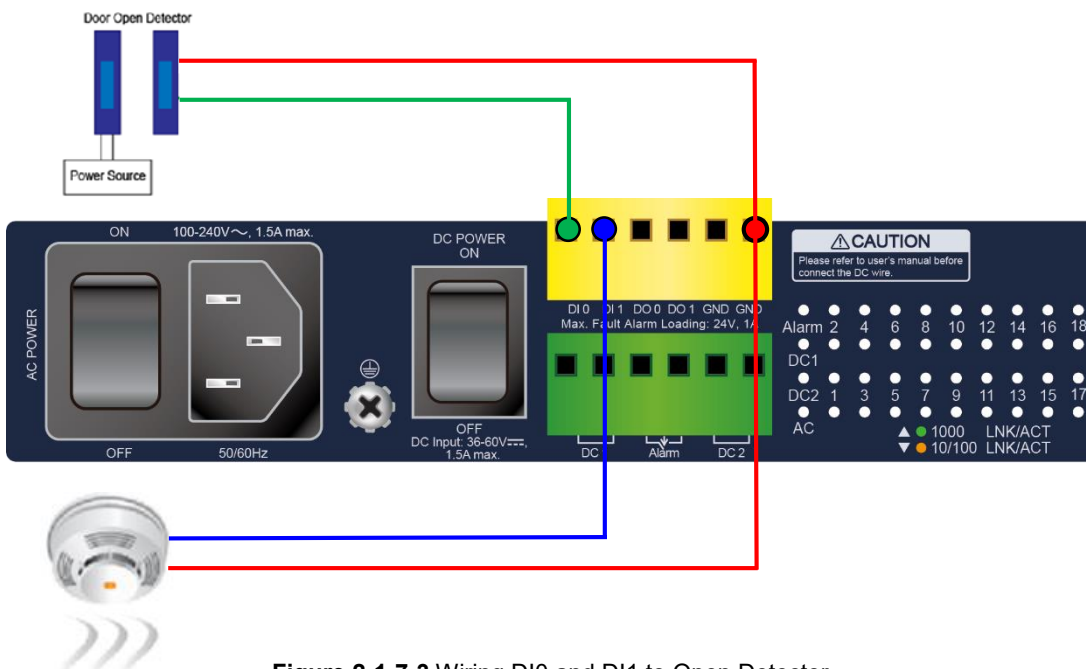 Door Open Detector
Power Source
ON
100-240V～, 1.5A max.
AC POWER
OFF
50/60Hz
DC POWER
ON
OFF
DC Input: 36-60V⎓,
1.5A max.
DI 0 DI 1 DO 0 DO 1 GND GND
Max. Fault Alarm Loading: 24V, 1A
DC Alarm DC 2
CAUTION
Please refer to user's manual before
connect the DC wire.
Alarm 2 4 6 8 10 12 14 16 18
DC1
DC2 1 3 5 7 9 11 13 15 17
AC
▲ 1000 LNK/ACT
▼ 10/100 LNK/ACT
Wiring DI0 and DI1 to Open Detector